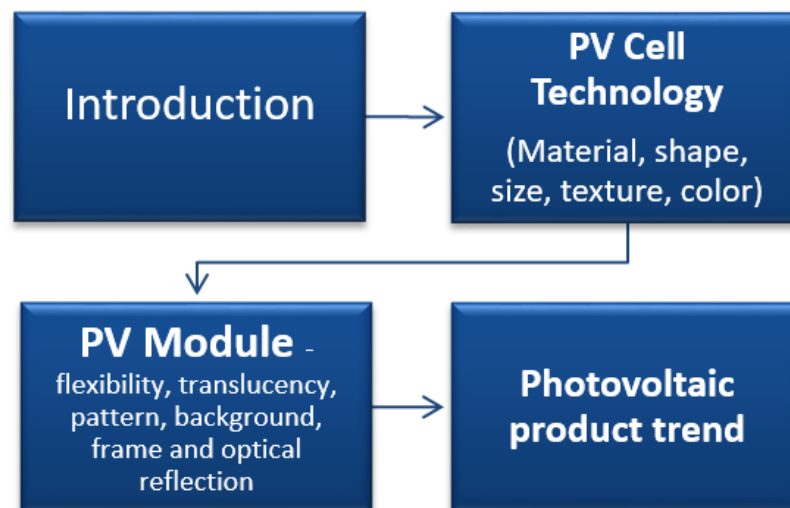 Introduction
PV Cell
Technology
(Material, shape,
size, texture, color)
PV Module -
flexibility, translucency,
pattern, background,
frame and optical
reflection
Photovoltaic
product trend